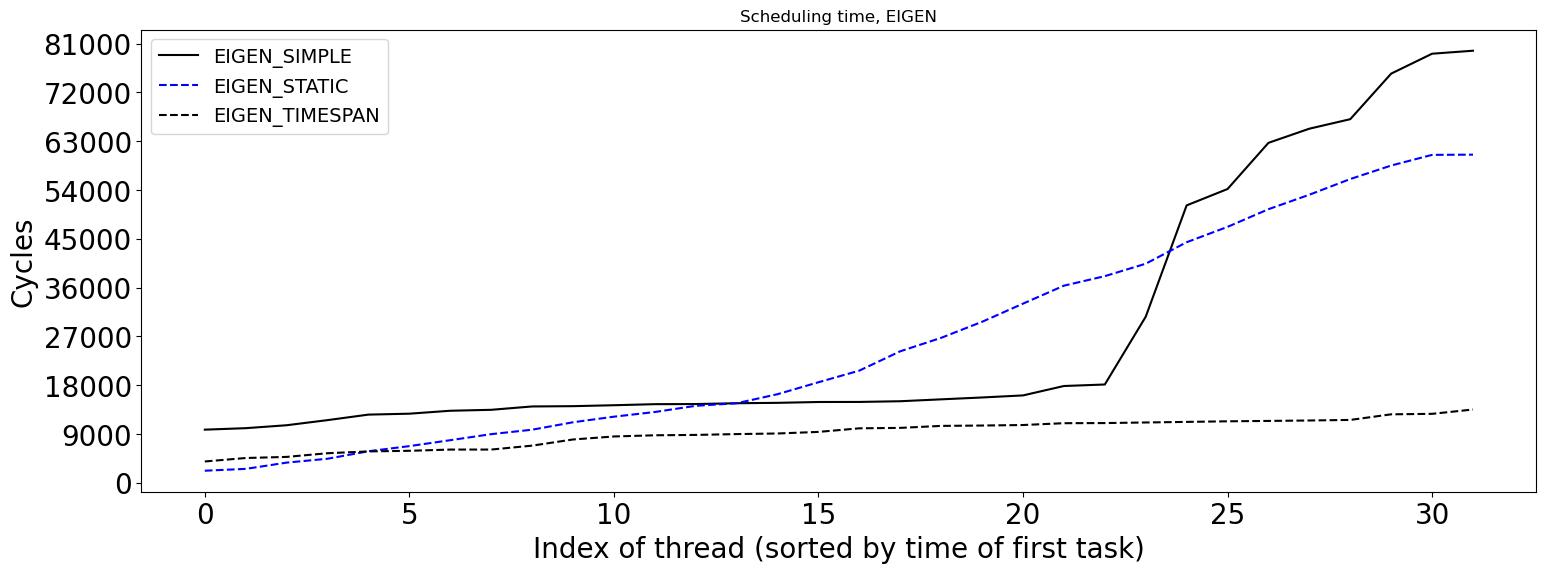 Scheduling time, EIGEN
EIGEN_SIMPLE
EIGEN_STATIC
EIGEN_TIMESPAN
Cycles
81000
72000
63000
54000
45000
36000
27000
18000
9000
0
0 5 10 15 20 25 30
Index of thread (sorted by time of first task)